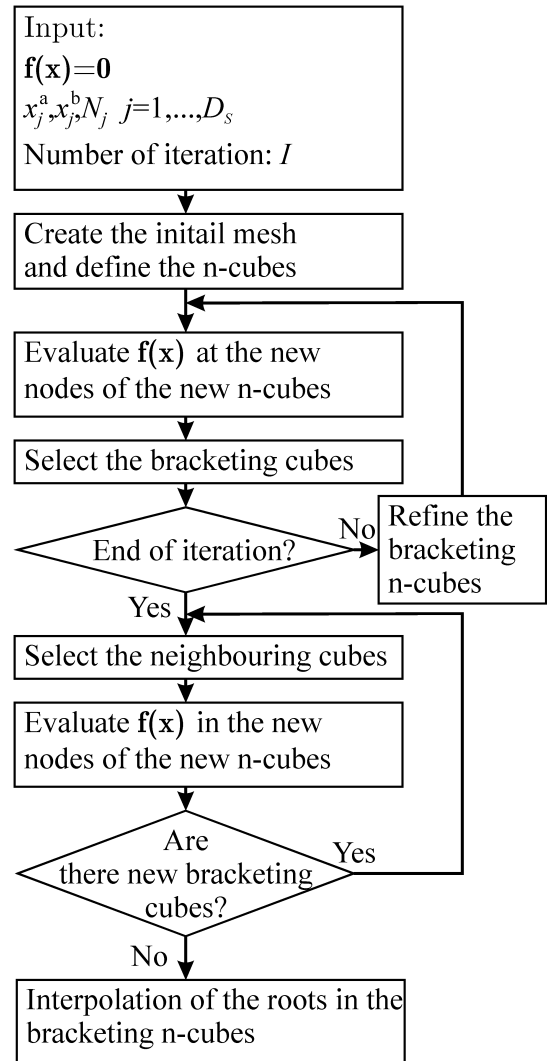 Input:
f(x)=0
x_j^a,x_j^b,N_j j=1,...,D_S
Number of iteration: I
Create the initail mesh
and define the n-cubes
Evaluate f(x) at the new
nodes of the new n-cubes
Select the bracketing cubes
End of iteration?
No
Refine the
bracketing
n-cubes
Yes
Select the neighbouring cubes
Evaluate f(x) in the new
nodes of the new n-cubes
Are
there new bracketing
cubes?
Yes
No
Interpolation of the roots in the
bracketing n-cubes